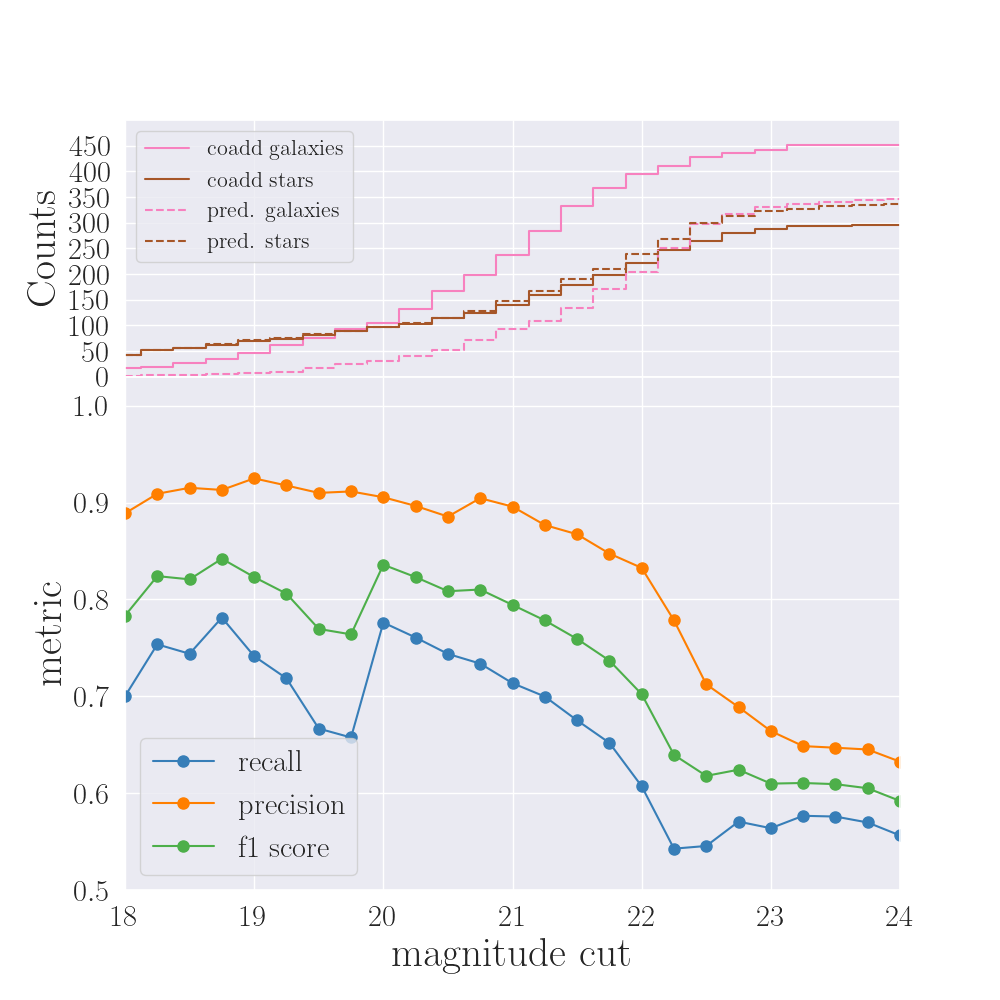 Counts
450
400
350
300
250
200
150
100
50
0
coadd galaxies
coadd stars
pred. galaxies
pred. stars
metric
1.0
0.9
0.8
0.7
0.6
0.5
recall
precision
f1 score
18 19 20 21 22 23 24
magnitude cut